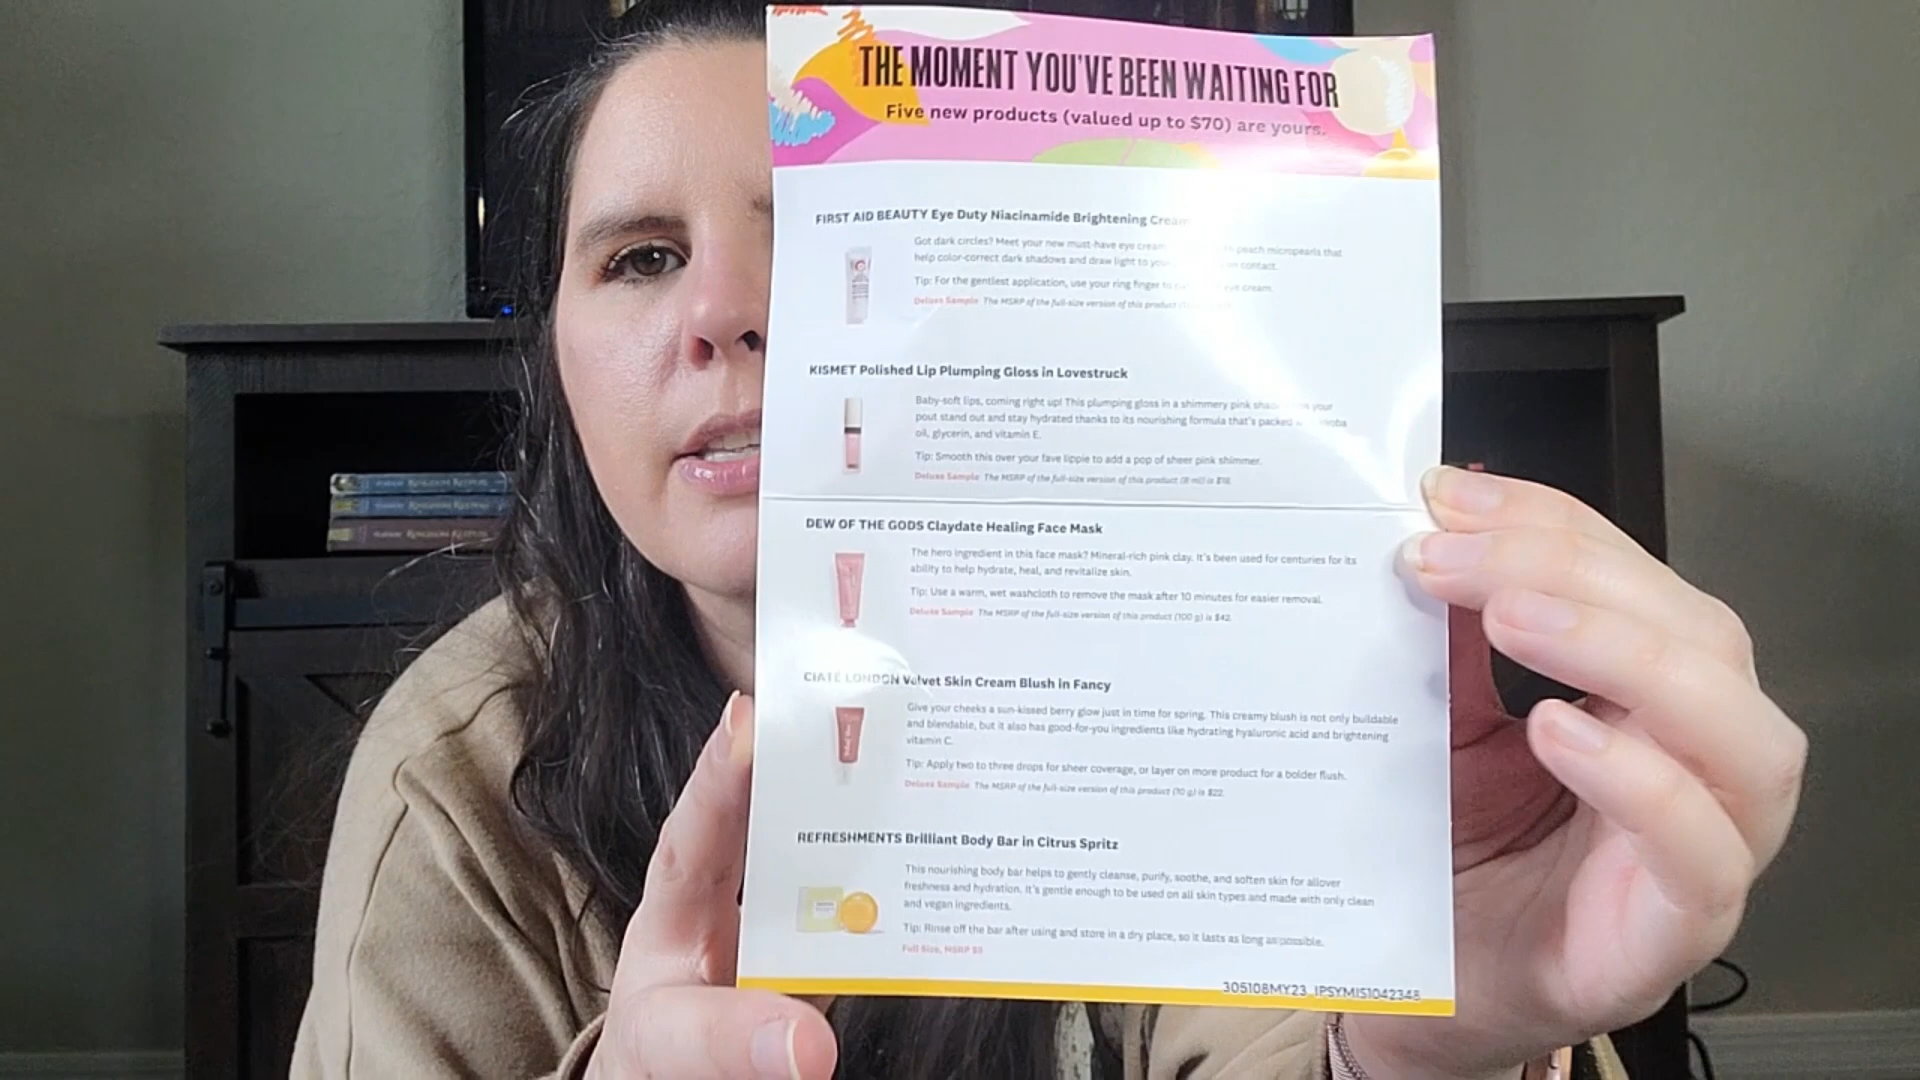 THE MOMENT YOU'VE BEEN WAITING FOR
Five new products (valued up to $70) are yours.
FIRST AID BEAUTY Eye Duty Niacinamide Brightening Cream
Got dark circles? Meet your new must-have eye cream peach micropearls that
help color-correct dark shadows and draw light to your contact.
Tip: For the gentlest application, use your ring finger to eye cream.
Deluxe Sample The MSRP of the full-size version of this product
KISMET Polished Lip Plumping Gloss in Lovestruck
Baby-soft lips, coming right up! This plumping gloss in a shimmery pink your
pout stand out and stay hydrated thanks to its nourishing formula that's packed
oil, glycerin, and vitamin E.
Tip: Smooth this over your fave lippie to add a pop of sheer pink shimmer.
Deluxe Sample The MSRP of the full-size version of this product (8 ml) is $18.
DEW OF THE GODS Claydate Healing Face Mask
The hero ingredient in this face mask? Mineral-rich pink clay. It's been used for centuries for its
ability to help hydrate, heal, and revitalize skin.
Tip: Use a warm, wet washcloth to remove the mask after 10 minutes for easier removal.
Deluxe Sample The MSRP of the full-size version of this product (100 g) is $42.
CIATÉ LONDON Velvet Skin Cream Blush in Fancy
Give your cheeks a sun-kissed berry glow just in time for spring. This creamy blush is not only buildable
and blendable, but it also has good-for-you ingredients like hydrating hyaluronic acid and brightening
vitamin C.
Tip: Apply two to three drops for sheer coverage, or layer on more product for a bolder flush.
Deluxe Sample The MSRP of the full-size version of this product (10 g) is $22.
REFRESHMENTS Brilliant Body Bar in Citrus Spritz
This nourishing body bar helps to gently cleanse, purify, soothe, and soften skin for allover
freshness and hydration. It's gentle enough to be used on all skin types and made with only clean
and vegan ingredients.
Tip: Rinse off the bar after using and store in a dry place, so it lasts as long as possible.
Full Size, MSRP $5
305108MY23_IPSYMIS1042348
KINGDOM KEEPERS
KINGDOM KEEPERS
KINGDOM KEEPERS